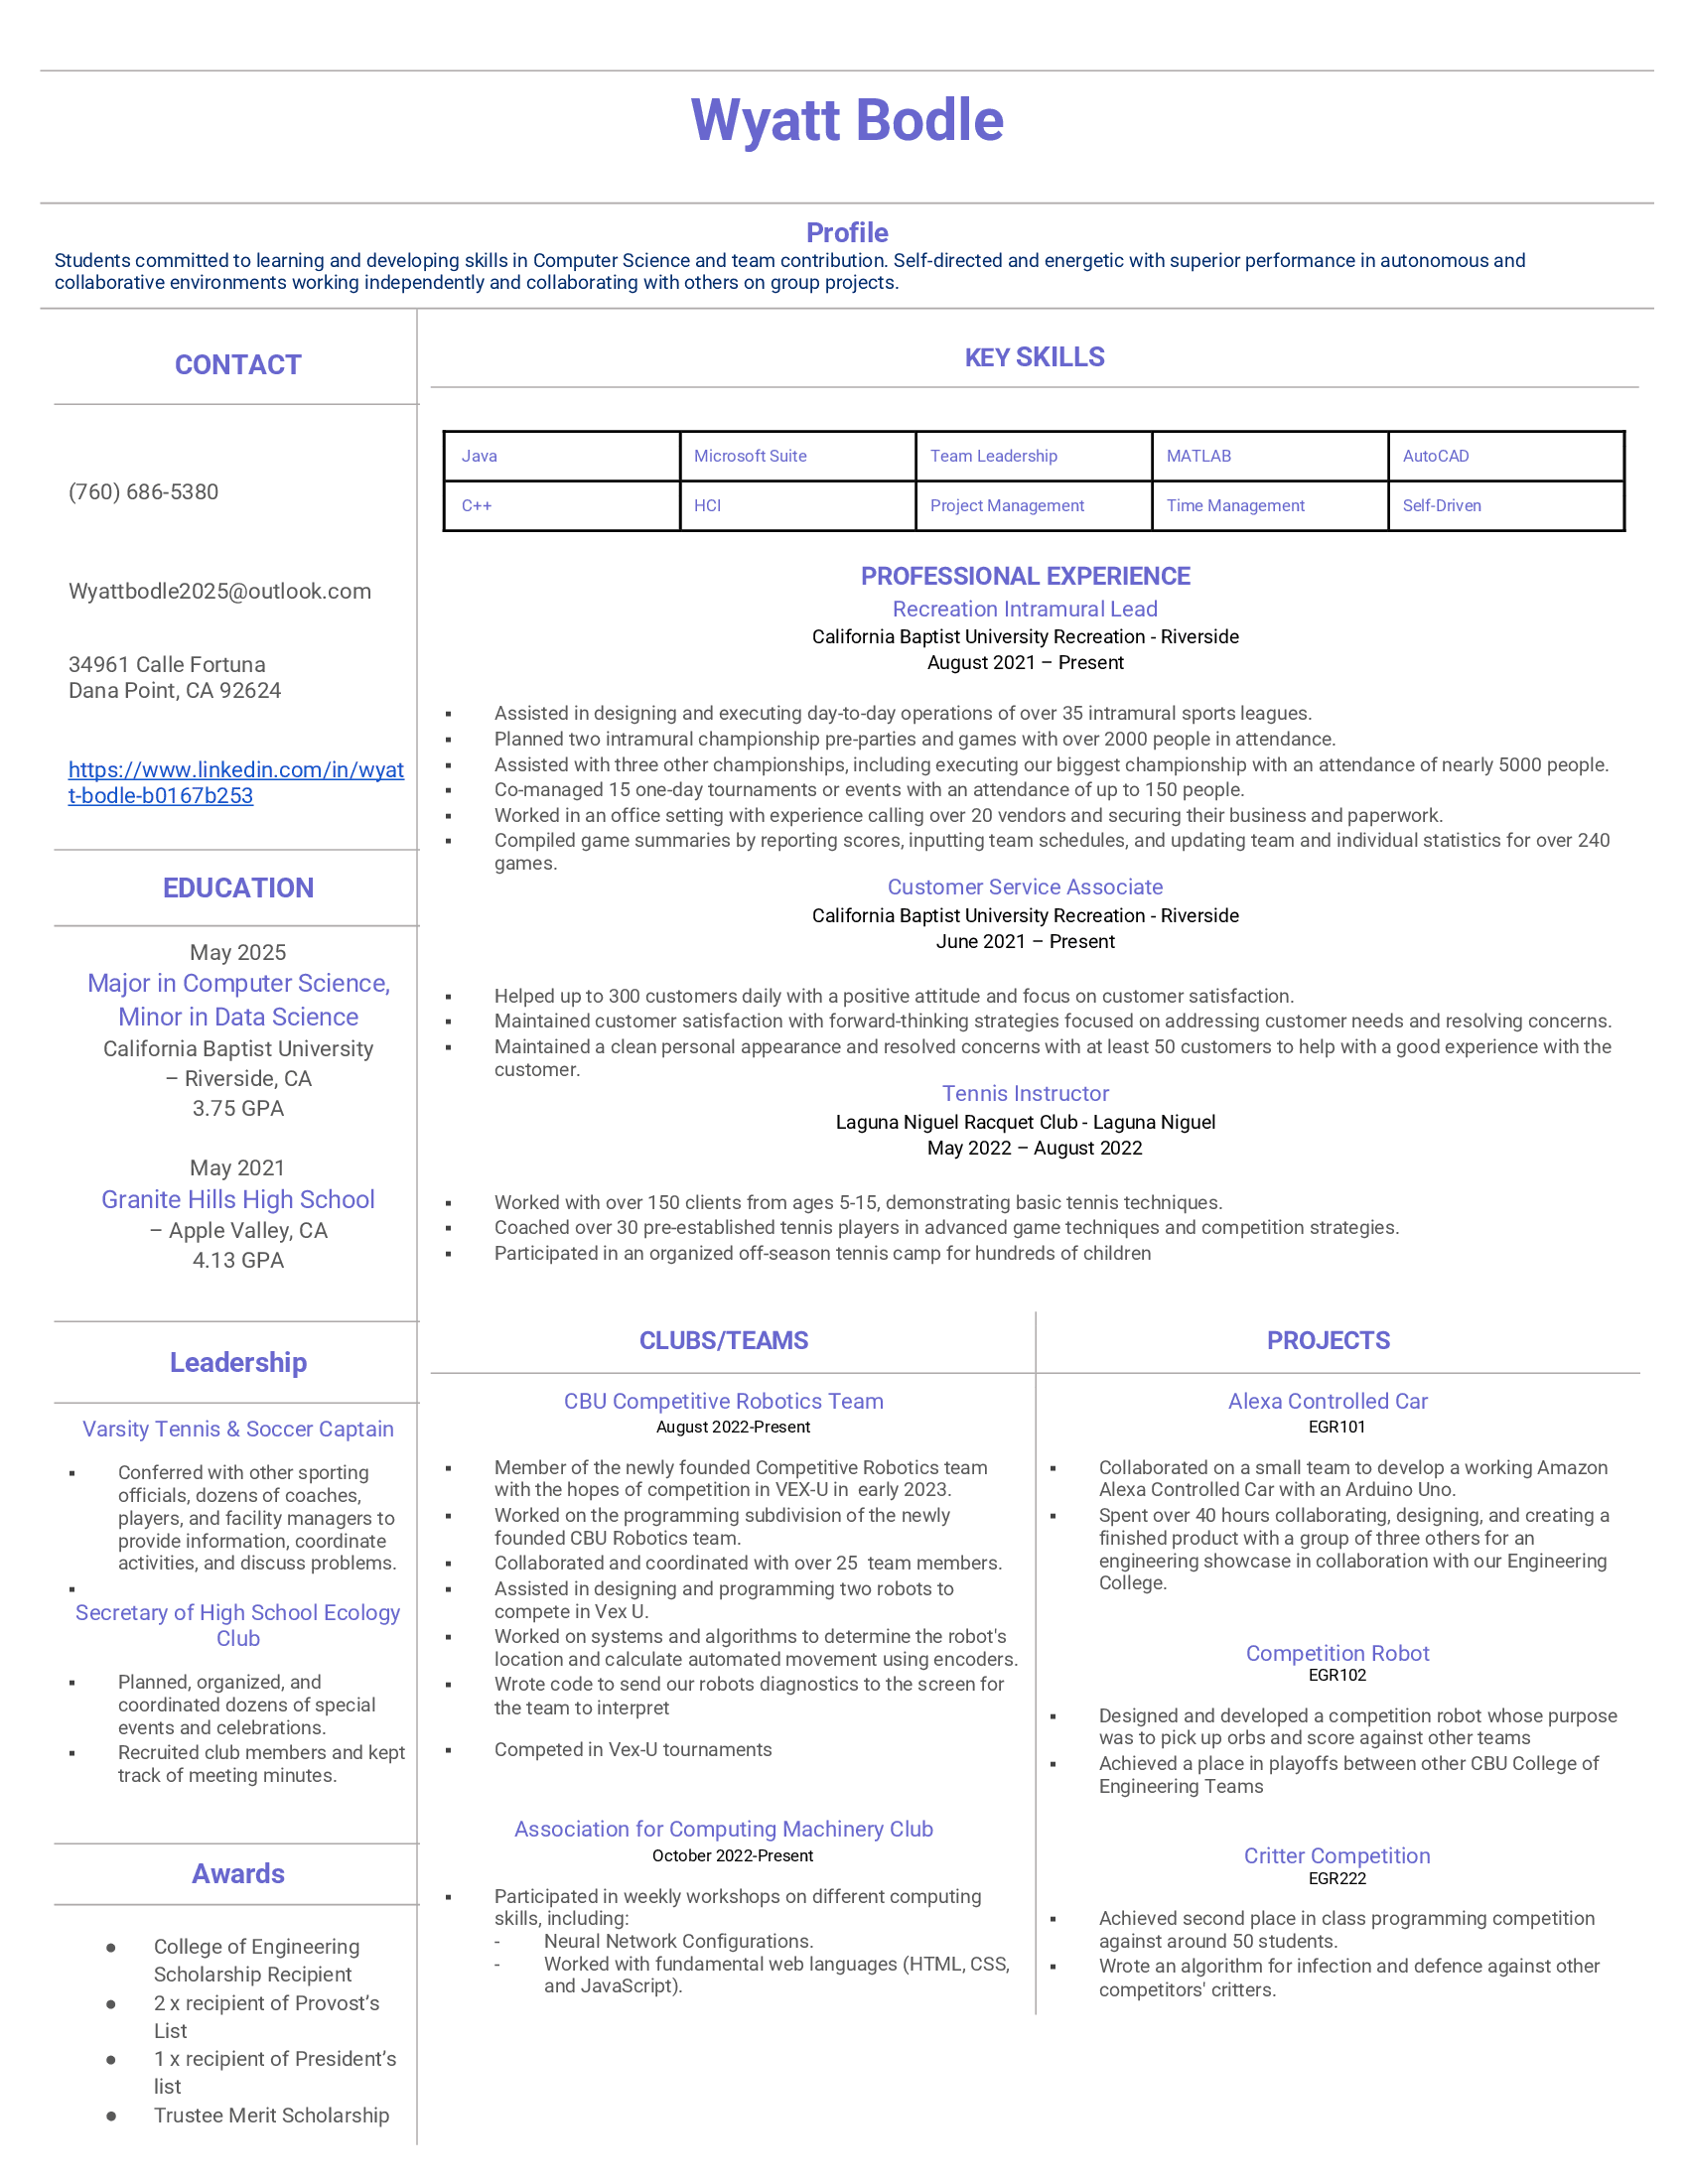 Wyatt Bodle
Profile
Students committed to learning and developing skills in Computer Science and team contribution. Self-directed and energetic with superior performance in autonomous and
collaborative environments working independently and collaborating with others on group projects.
CONTACT
(760) 686-5380
Wyattbodle2025@outlook.com
34961 Calle Fortuna
Dana Point, CA 92624
https://www.linkedin.com/in/wyat
t-bodle-b0167b253
EDUCATION
May 2025
Major in Computer Science,
Minor in Data Science
California Baptist University
– Riverside, CA
3.75 GPA
May 2021
Granite Hills High School
– Apple Valley, CA
4.13 GPA
Leadership
Varsity Tennis & Soccer Captain
▪ Conferred with other sporting
officials, dozens of coaches,
players, and facility managers to
provide information, coordinate
activities, and discuss problems.
▪
Secretary of High School Ecology
Club
▪ Planned, organized, and
coordinated dozens of special
events and celebrations.
▪ Recruited club members and kept
track of meeting minutes.
Awards
● College of Engineering
Scholarship Recipient
● 2 x recipient of Provost’s
List
● 1 x recipient of President’s
list
● Trustee Merit Scholarship
KEY SKILLS
Java Microsoft Suite Team Leadership MATLAB AutoCAD
C++ HCI Project Management Time Management Self-Driven
PROFESSIONAL EXPERIENCE
Recreation Intramural Lead
California Baptist University Recreation - Riverside
August 2021 – Present
▪ Assisted in designing and executing day-to-day operations of over 35 intramural sports leagues.
▪ Planned two intramural championship pre-parties and games with over 2000 people in attendance.
▪ Assisted with three other championships, including executing our biggest championship with an attendance of nearly 5000 people.
▪ Co-managed 15 one-day tournaments or events with an attendance of up to 150 people.
▪ Worked in an office setting with experience calling over 20 vendors and securing their business and paperwork.
▪ Compiled game summaries by reporting scores, inputting team schedules, and updating team and individual statistics for over 240
games.
Customer Service Associate
California Baptist University Recreation - Riverside
June 2021 – Present
▪ Helped up to 300 customers daily with a positive attitude and focus on customer satisfaction.
▪ Maintained customer satisfaction with forward-thinking strategies focused on addressing customer needs and resolving concerns.
▪ Maintained a clean personal appearance and resolved concerns with at least 50 customers to help with a good experience with the
customer.
Tennis Instructor
Laguna Niguel Racquet Club - Laguna Niguel
May 2022 – August 2022
▪ Worked with over 150 clients from ages 5-15, demonstrating basic tennis techniques.
▪ Coached over 30 pre-established tennis players in advanced game techniques and competition strategies.
▪ Participated in an organized off-season tennis camp for hundreds of children
CLUBS/TEAMS
CBU Competitive Robotics Team
August 2022-Present
▪ Member of the newly founded Competitive Robotics team
with the hopes of competition in VEX-U in early 2023.
▪ Worked on the programming subdivision of the newly
founded CBU Robotics team.
▪ Collaborated and coordinated with over 25 team members.
▪ Assisted in designing and programming two robots to
compete in Vex U.
▪ Worked on systems and algorithms to determine the robot's
location and calculate automated movement using encoders.
▪ Wrote code to send our robots diagnostics to the screen for
the team to interpret
▪ Competed in Vex-U tournaments
Association for Computing Machinery Club
October 2022-Present
▪ Participated in weekly workshops on different computing
skills, including:
- Neural Network Configurations.
- Worked with fundamental web languages (HTML, CSS,
and JavaScript).
PROJECTS
Alexa Controlled Car
EGR101
▪ Collaborated on a small team to develop a working Amazon
Alexa Controlled Car with an Arduino Uno.
▪ Spent over 40 hours collaborating, designing, and creating a
finished product with a group of three others for an
engineering showcase in collaboration with our Engineering
College.
Competition Robot
EGR102
▪ Designed and developed a competition robot whose purpose
was to pick up orbs and score against other teams
▪ Achieved a place in playoffs between other CBU College of
Engineering Teams
Critter Competition
EGR222
▪ Achieved second place in class programming competition
against around 50 students.
▪ Wrote an algorithm for infection and defence against other
competitors' critters.